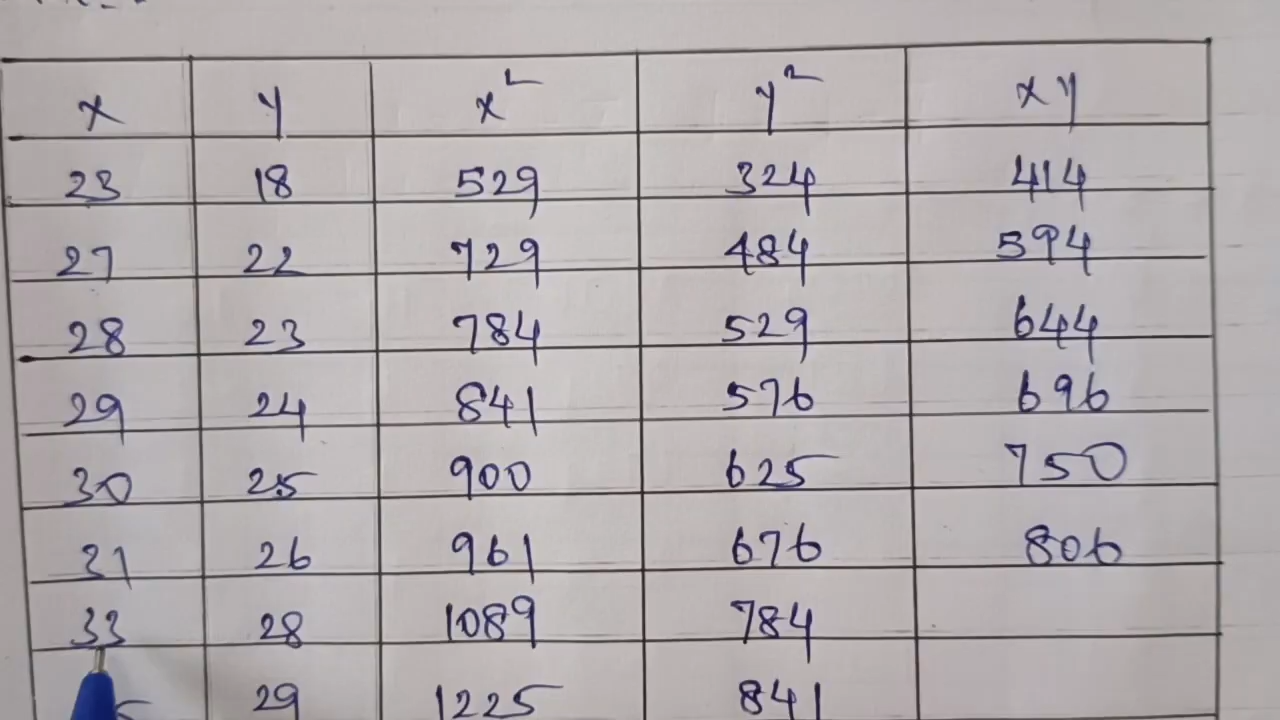 x y x² y² xy
23 18 529 324 414
27 22 729 484 594
28 23 784 529 644
29 24 841 576 696
30 25 900 625 750
31 26 961 676 806
33 28 1089 784
29 1225 841